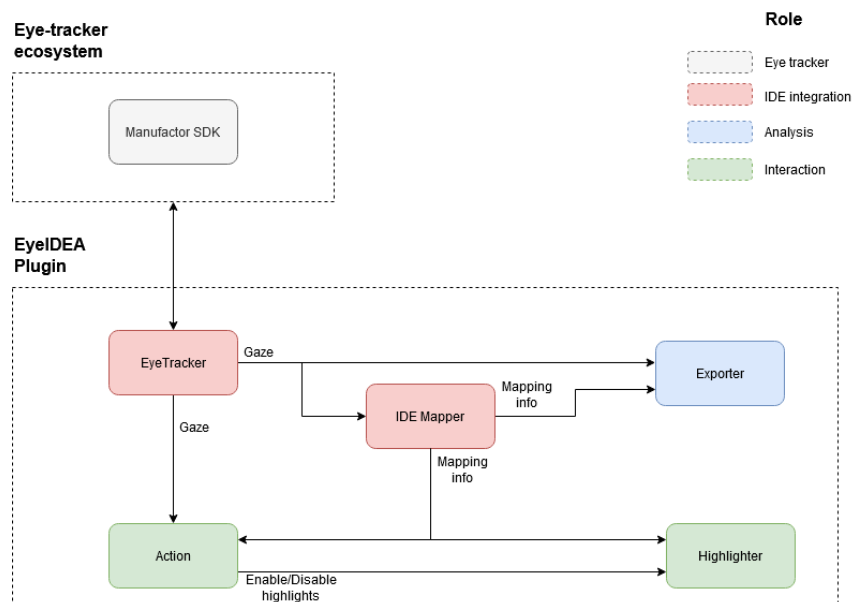 Eye-tracker
ecosystem
Manufactor SDK
Role
Eye tracker
IDE integration
Analysis
Interaction
EyeIDEA
Plugin
EyeTracker
Gaze
Exporter
Mapping
info
IDE Mapper
Gaze
Mapping
info
Action
Highlighter
Enable/Disable
highlights